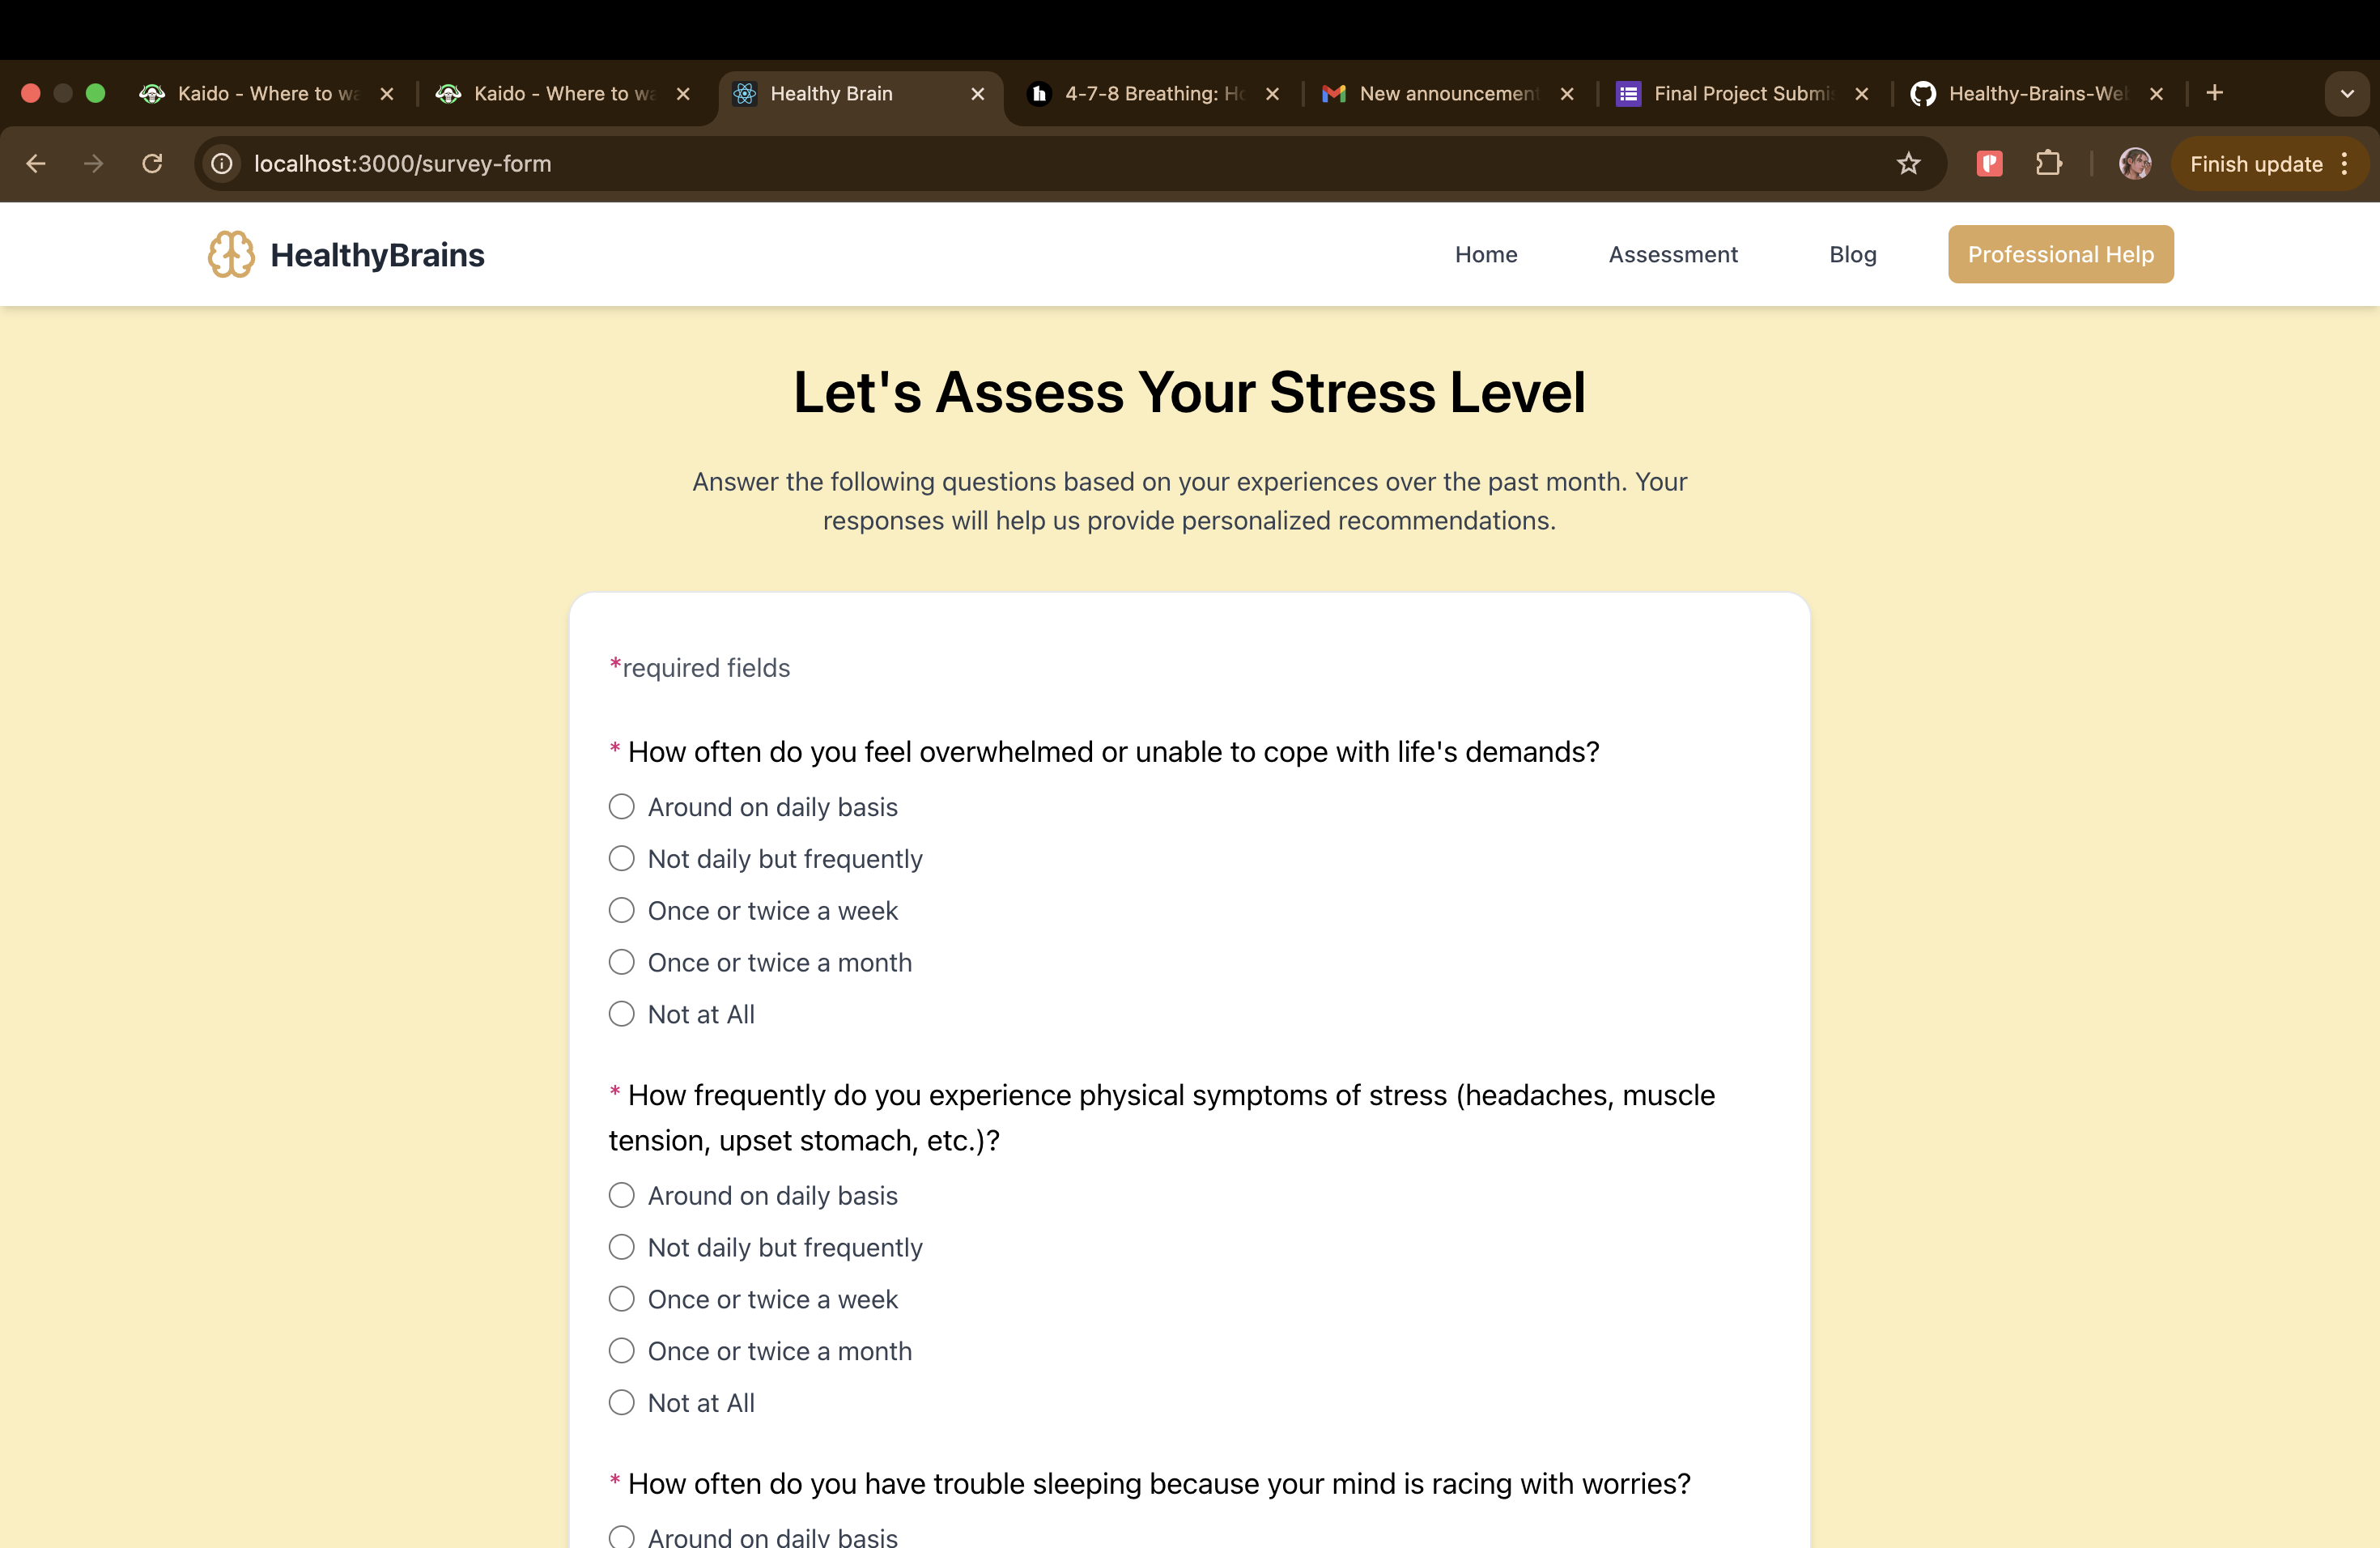 Kaido - Where to wa
Kaido - Where to wa
Healthy Brain
4-7-8 Breathing: Ho
New announcement
Final Project Submis
Healthy-Brains-Web
localhost:3000/survey-form
Finish update
HealthyBrains
Home
Assessment
Blog
Professional Help
Let's Assess Your Stress Level
Answer the following questions based on your experiences over the past month. Your
responses will help us provide personalized recommendations.
*required fields
* How often do you feel overwhelmed or unable to cope with life's demands?
Around on daily basis
Not daily but frequently
Once or twice a week
Once or twice a month
Not at All
* How frequently do you experience physical symptoms of stress (headaches, muscle
tension, upset stomach, etc.)?
Around on daily basis
Not daily but frequently
Once or twice a week
Once or twice a month
Not at All
* How often do you have trouble sleeping because your mind is racing with worries?
Around on daily basis